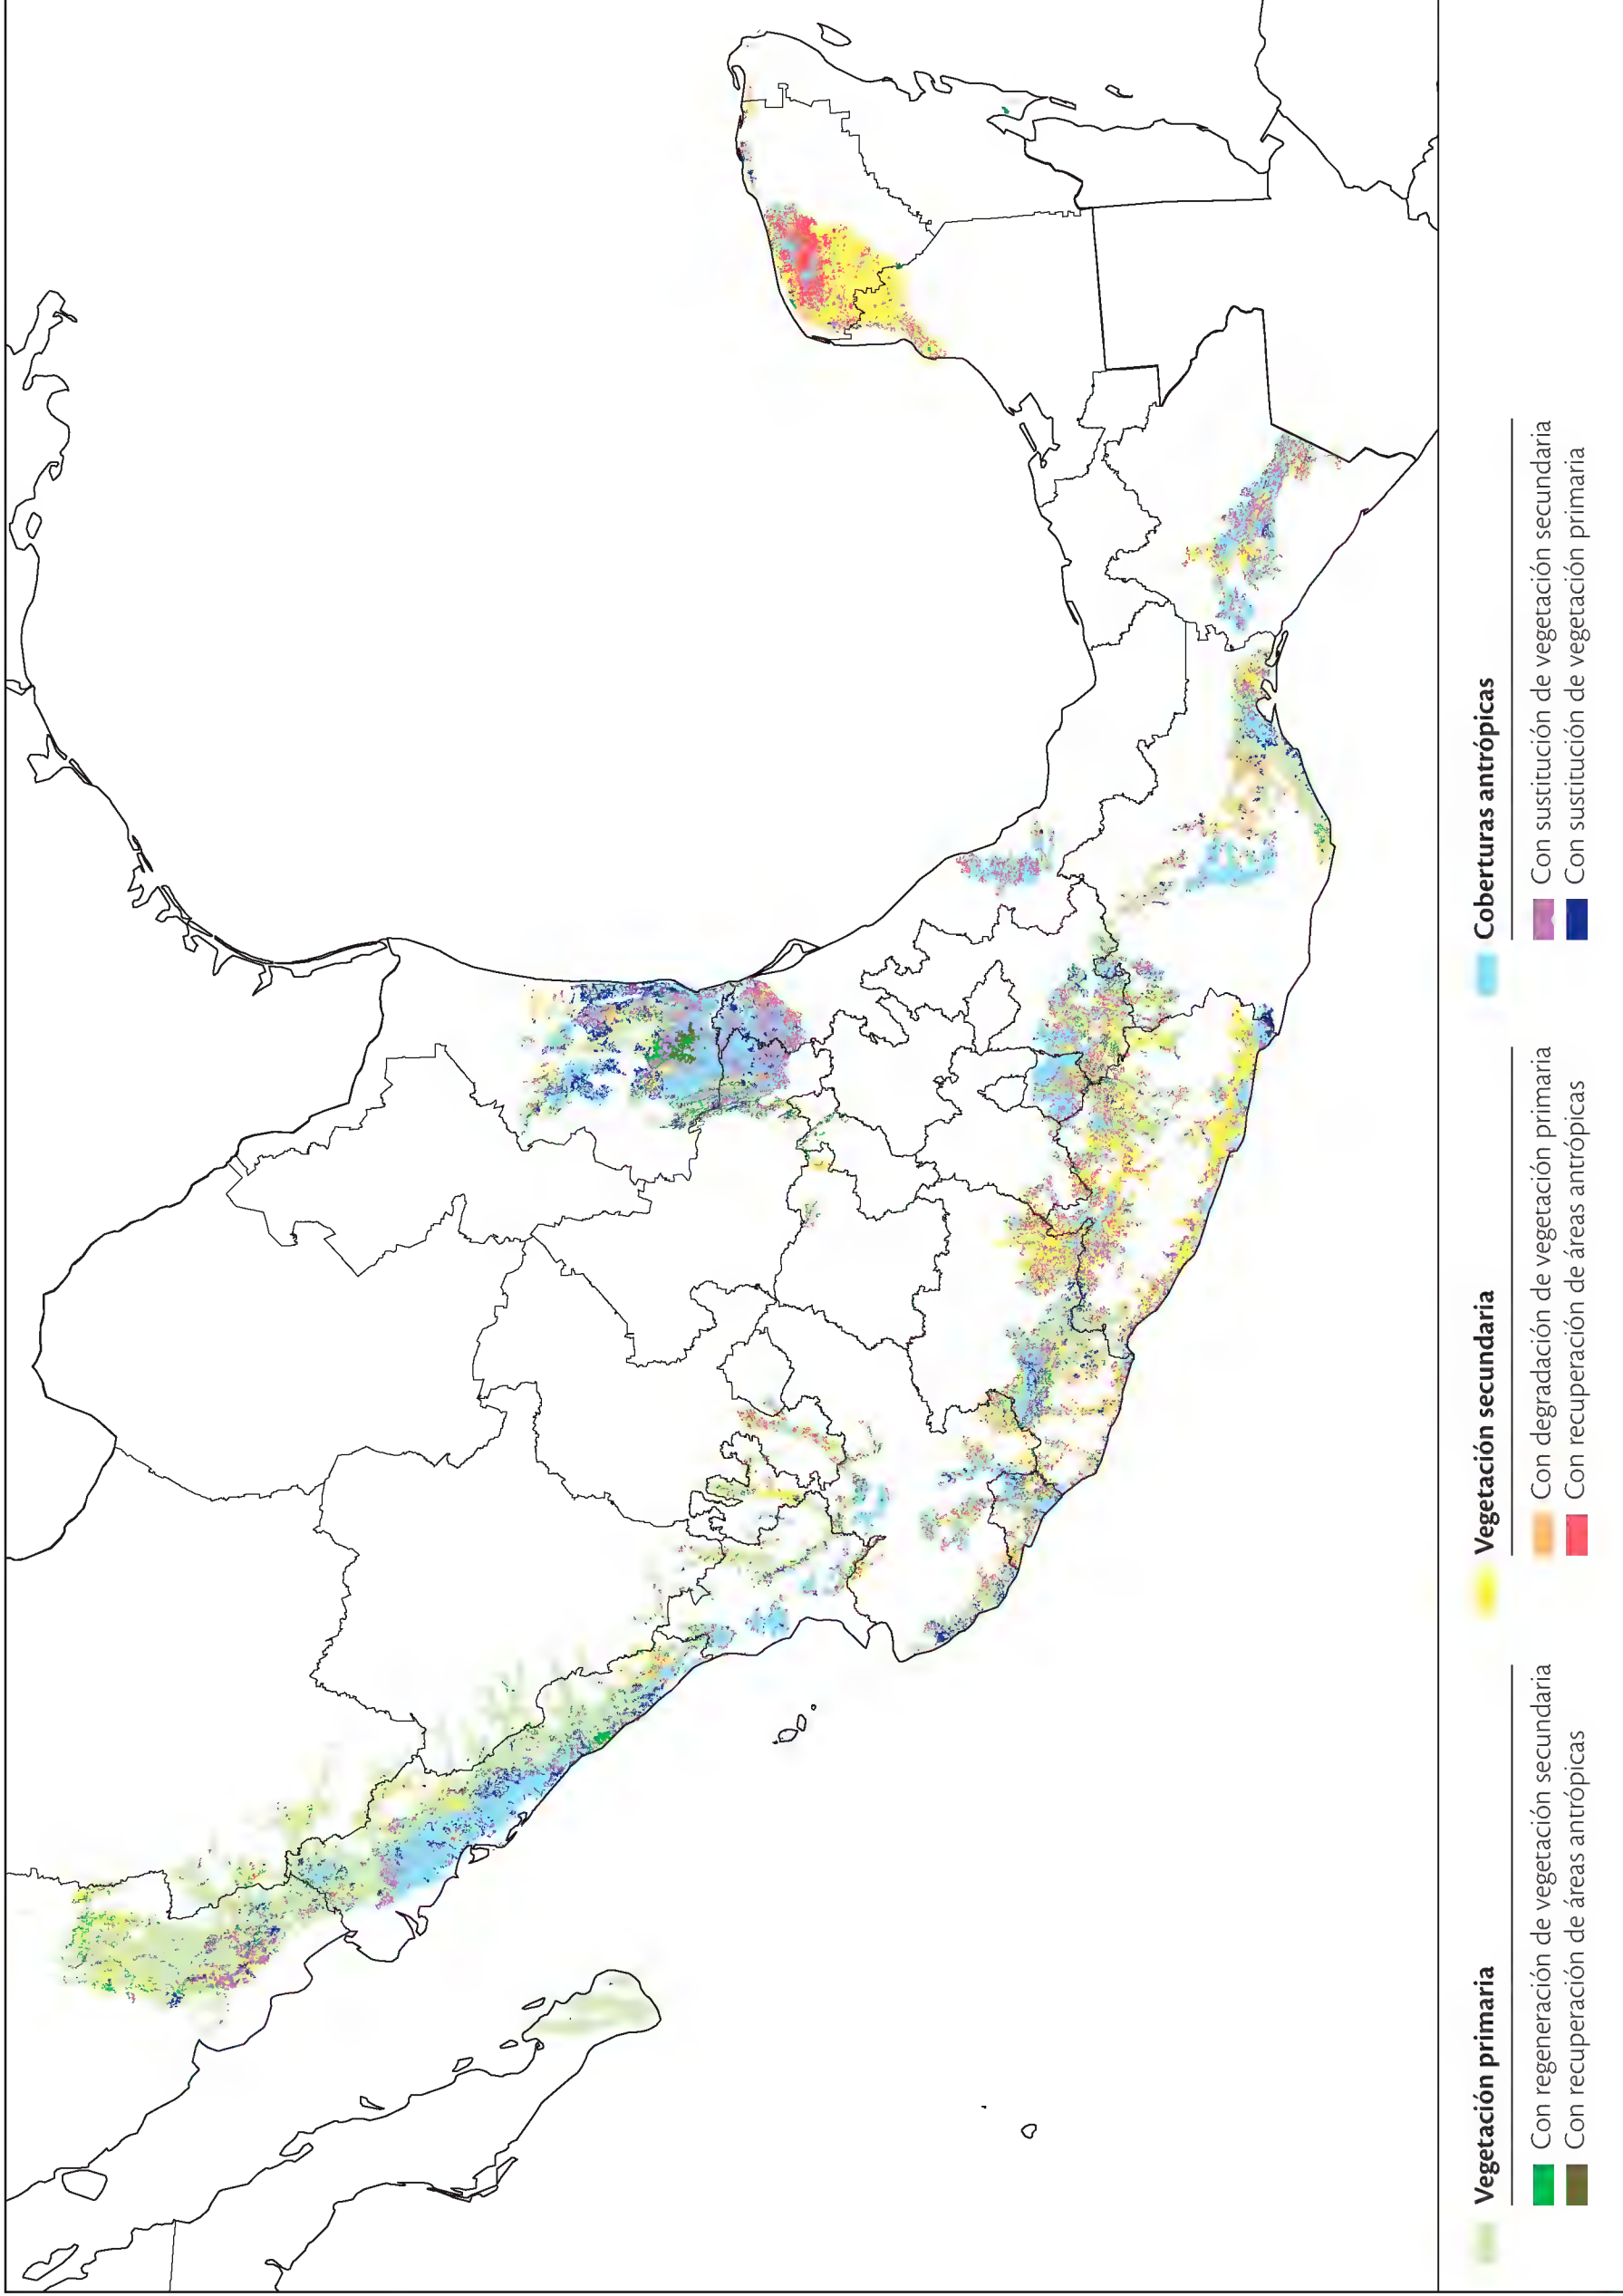 Vegetación primaria
Con regeneración de vegetación secundaria
Con recuperación de áreas antrópicas
Vegetación secundaria
Con degradación de vegetación primaria
Con recuperación de áreas antrópicas
Coberturas antrópicas
Con sustitución de vegetación secundaria
Con sustitución de vegetación primaria